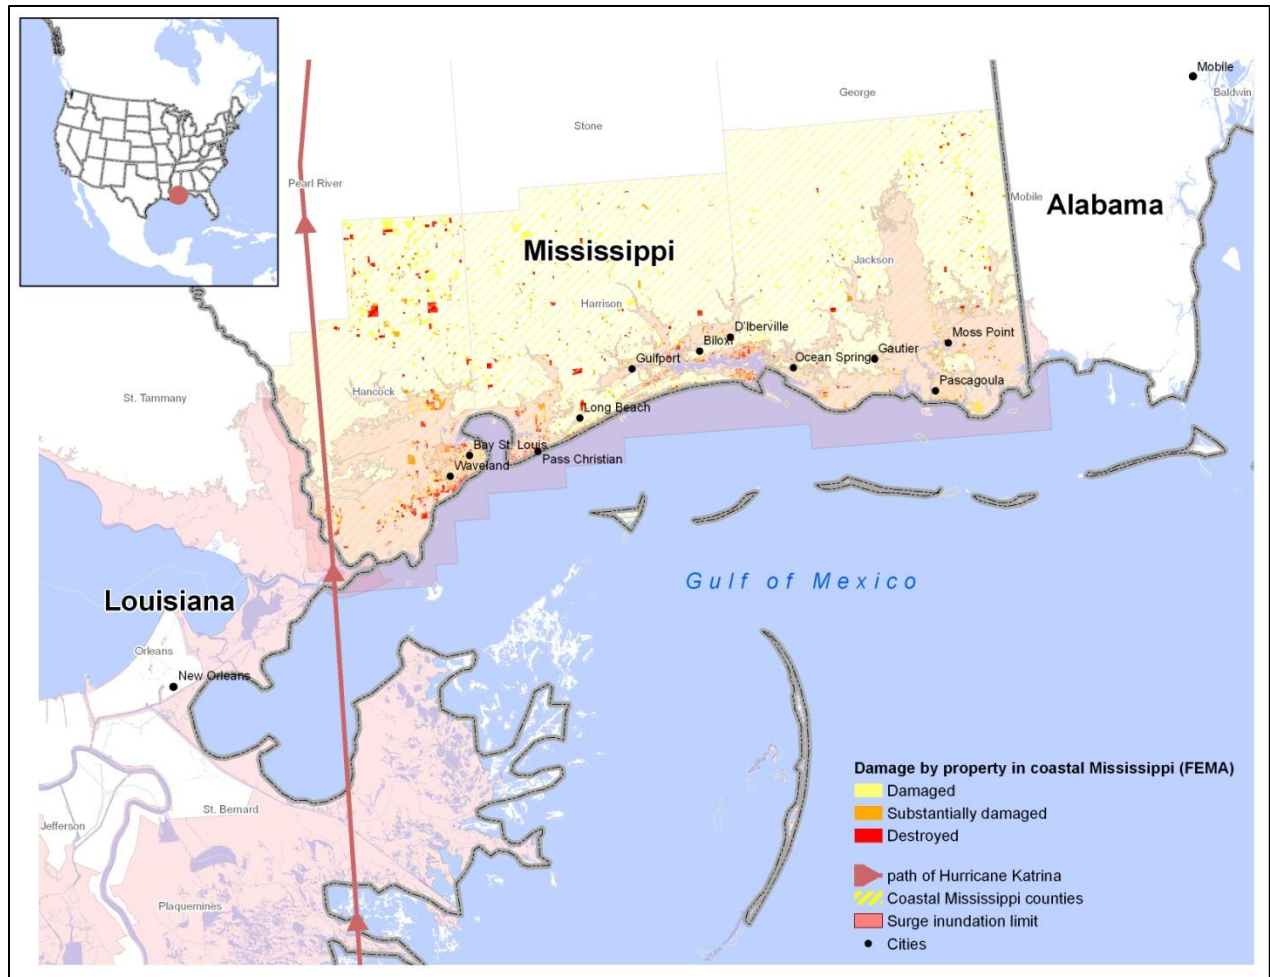 Mobile
Baldwin
George
Stone
Pearl River
Mobile
Alabama
Mississippi
Jackson
Harrison
D'Iberville
Biloxi
Moss Point
Gautier
Gulfport
Ocean Springs
Pascagoula
Hancock
St. Tammany
Long Beach
Bay St. Louis
Pass Christian
Waveland
Gulf of Mexico
Louisiana
Orleans
New Orleans
St. Bernard
Jefferson
Plaquemines
Damage by property in coastal Mississippi (FEMA)
Damaged
Substantially damaged
Destroyed
path of Hurricane Katrina
Coastal Mississippi counties
Surge inundation limit
Cities